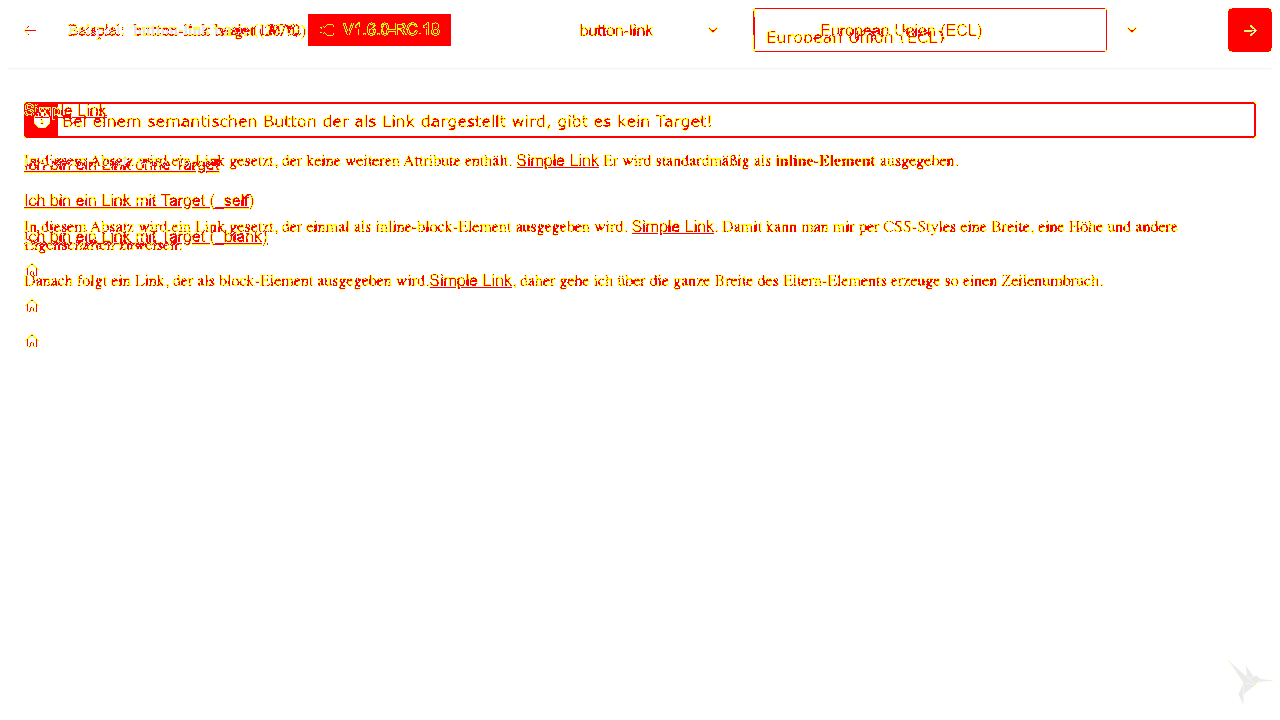 V1.6.0-RC.18
button-link
European Union (ECL)
European Union (ECL)
Simple Link
Bei einem semantischen Button der als Link dargestellt wird, gibt es kein Target!
In diesem Absatz wird ein Link gesetzt, der keine weiteren Attribute enthält. Simple Link Er wird standardmäßig als inline-Element ausgegeben.
Ich bin ein Link ohne Target
Ich bin ein Link mit Target (_self)
In diesem Absatz wird ein Link gesetzt, der einmal als inline-block-Element ausgegeben wird. Simple Link. Damit kann man mir per CSS-Styles eine Breite, eine Höhe und andere
Ich bin ein Link mit Target (_blank)
Eigenschaften zuweisen.
Danach folgt ein Link, der als block-Element ausgegeben wird.Simple Link, daher gehe ich über die ganze Breite des Eltern-Elements erzeuge so einen Zeilenumbruch.